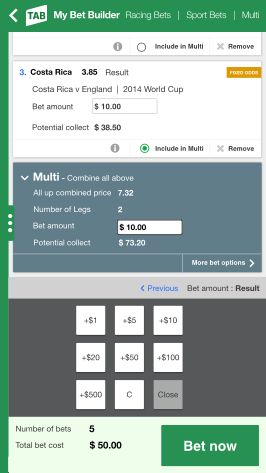 TAB My Bet Builder Racing Bets | Sport Bets | Multi
Include in Multi Remove
3. Costa Rica 3.85 Result FIXED ODDS
Costa Rica v England | 2014 World Cup
Bet amount $ 10.00
Potential collect $ 38.50
Include in Multi Remove
Multi - Combine all above
All up combined price 7.32
Number of Legs 2
Bet amount $ 10.00
Potential collect $ 73.20
More bet options
Previous Bet amount : Result
+$1 +$5 +$10
+$20 +$50 +$100
+$500 C Close
Number of bets 5
Total bet cost $ 50.00
Bet now